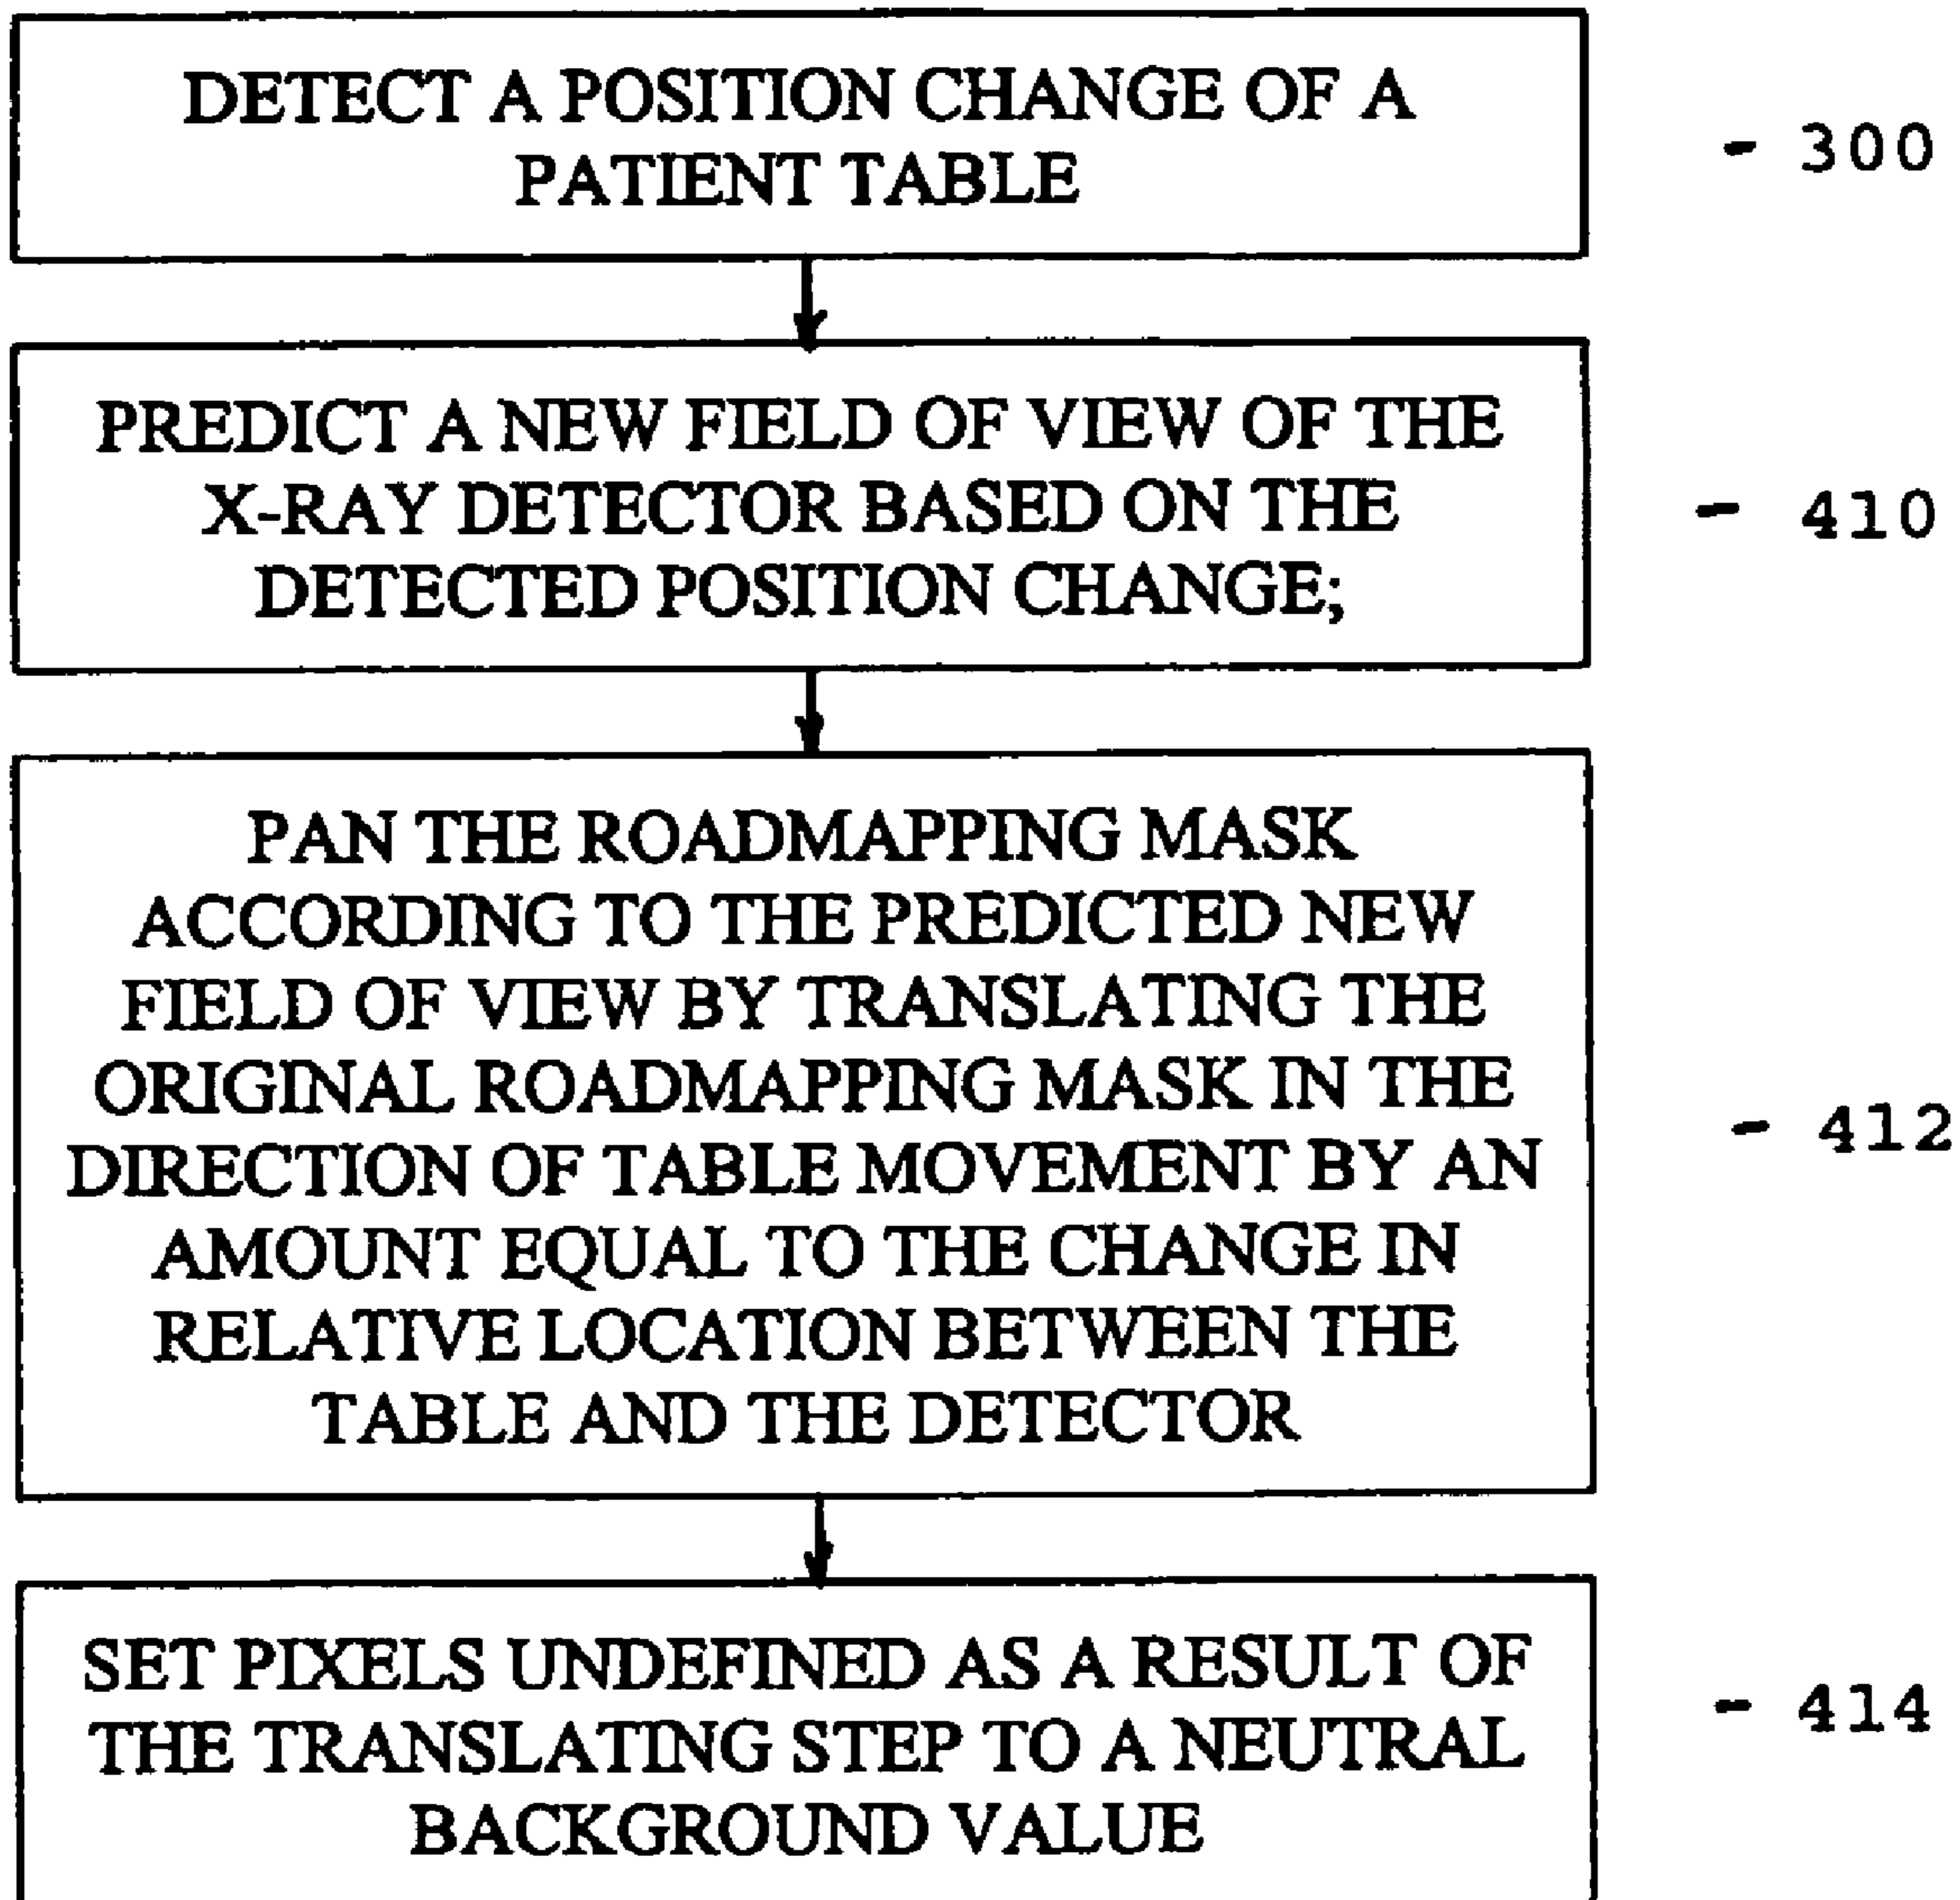 DETECT A POSITION CHANGE OF A
PATIENT TABLE
- 300
PREDICT A NEW FIELD OF VIEW OF THE
X-RAY DETECTOR BASED ON THE
DETECTED POSITION CHANGE;
- 410
PAN THE ROADMAPPING MASK
ACCORDING TO THE PREDICTED NEW
FIELD OF VIEW BY TRANSLATING THE
ORIGINAL ROADMAPPING MASK IN THE
DIRECTION OF TABLE MOVEMENT BY AN
AMOUNT EQUAL TO THE CHANGE IN
RELATIVE LOCATION BETWEEN THE
TABLE AND THE DETECTOR
- 412
SET PIXELS UNDEFINED AS A RESULT OF
THE TRANSLATING STEP TO A NEUTRAL
BACKGROUND VALUE
- 414